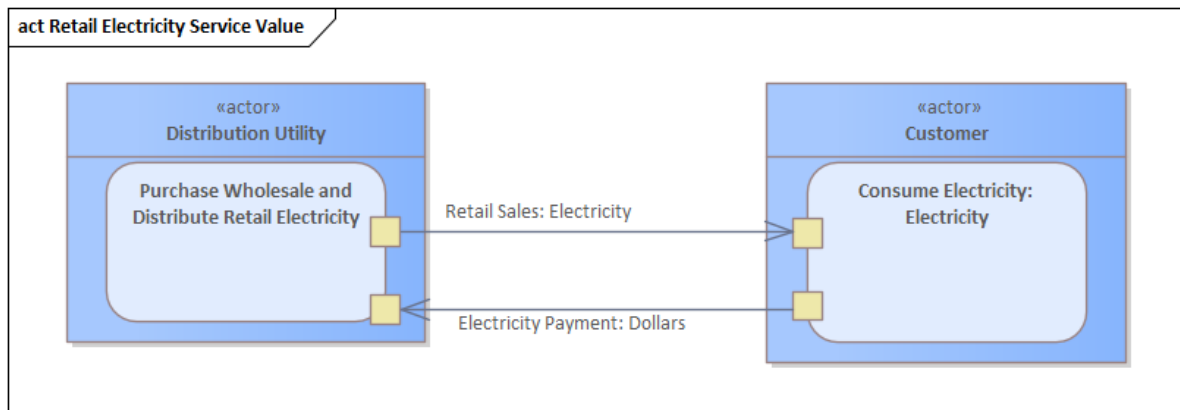 act Retail Electricity Service Value
«actor»
Distribution Utility
Purchase Wholesale and
Distribute Retail Electricity
Retail Sales: Electricity
Electricity Payment: Dollars
«actor»
Customer
Consume Electricity:
Electricity